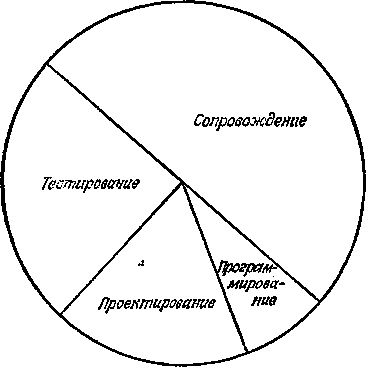 Сопровождение
Тестирование
Програм-
мирова-
ние
Проектирование